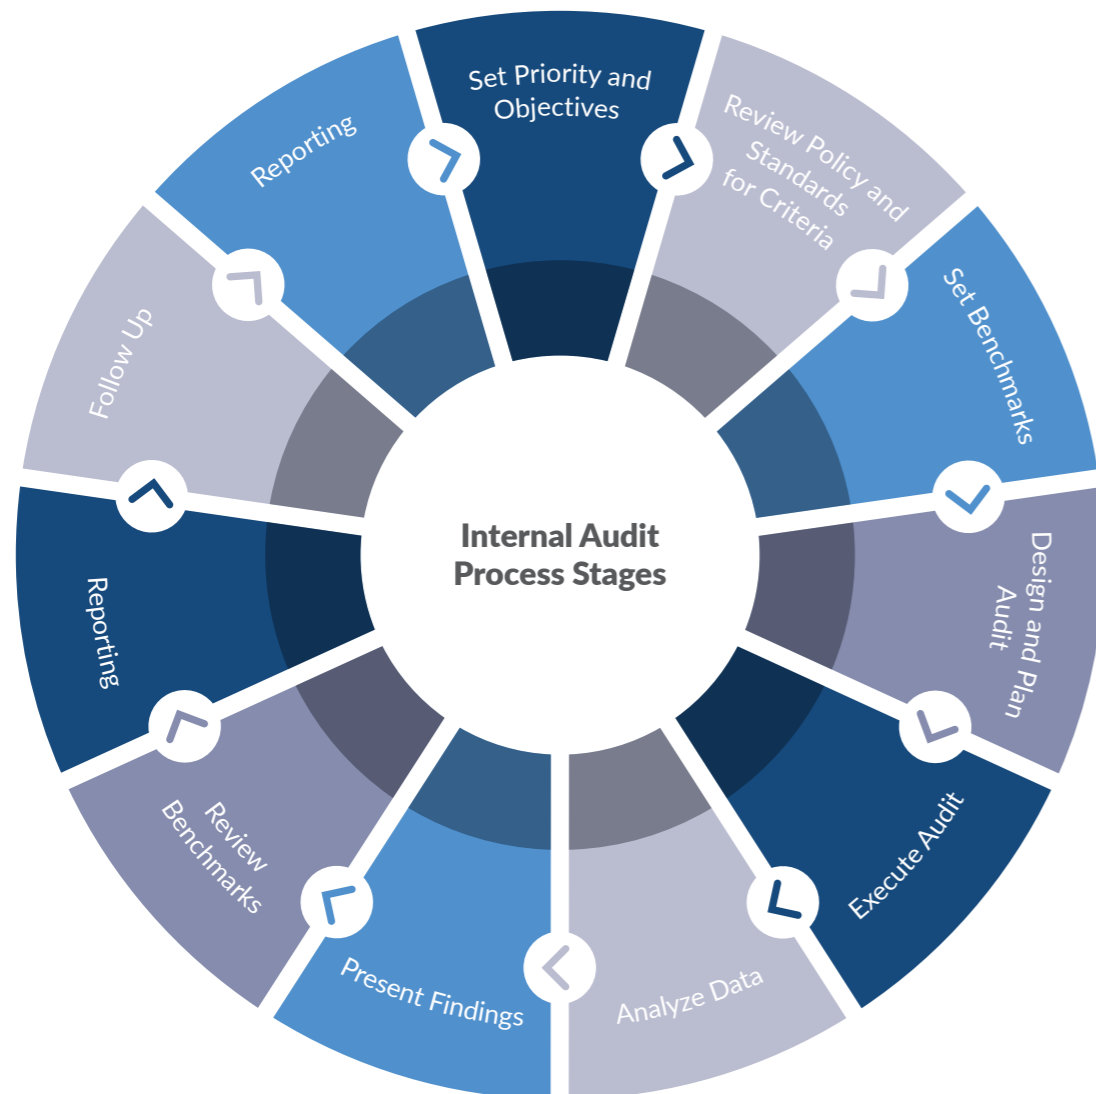 Set Priority and
Objectives
Review Policy and
Standards
for Criteria
Set Benchmarks
Design and Plan
Audit
Execute Audit
Analyze Data
Present Findings
Review
Benchmarks
Reporting
Follow Up
Reporting
Internal Audit
Process Stages